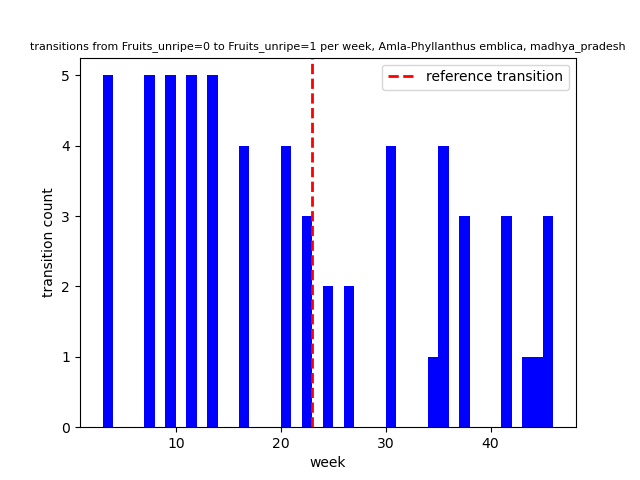 transitions from Fruits_unripe=0 to Fruits_unripe=1 per week, Amla-Phyllanthus emblica, madhya_pradesh
reference transition
5
4
3
2
1
0
transition count
10 20 30 40
week